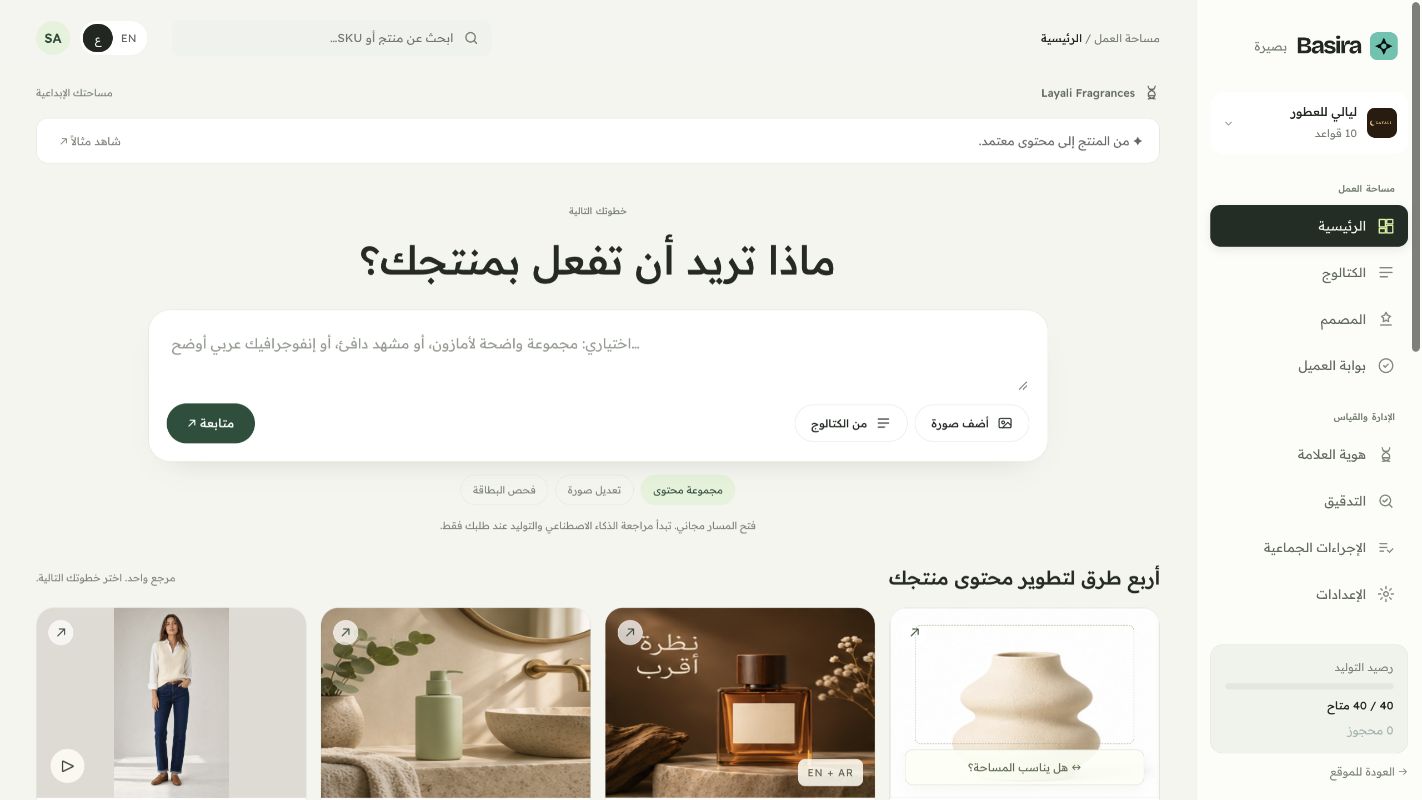 Basira بصيرة
ليالي للعطور
10 قواعد
مساحة العمل
الرئيسية
الكتالوج
المصمم
بوابة العميل
الإدارة والقياس
هوية العلامة
التدقيق
الإجراءات الجماعية
الإعدادات
رصيد التوليد
40 / 40 متاح
0 محجوز
→ العودة للموقع
مساحة العمل / الرئيسية
ابحث عن منتج أو SKU...
EN ع
SA
Layali Fragrances
مساحتك الإبداعية
✦ من المنتج إلى محتوى معتمد.
شاهد مثالاً ↗
خطوتك التالية
ماذا تريد أن تفعل بمنتجك؟
اختياري: مجموعة واضحة لأمازون، أو مشهد دافئ، أو إنفوجرافيك عربي أوضح...
أضف صورة
من الكتالوج
متابعة ↗
مجموعة محتوى
تعديل صورة
فحص البطاقة
فتح المسار مجاني. تبدأ مراجعة الذكاء الاصطناعي والتوليد عند طلبك فقط.
أربع طرق لتطوير محتوى منتجك
مرجع واحد. اختر خطوتك التالية.
↔ هل يناسب المساحة؟
نظرة
أقرب
EN + AR